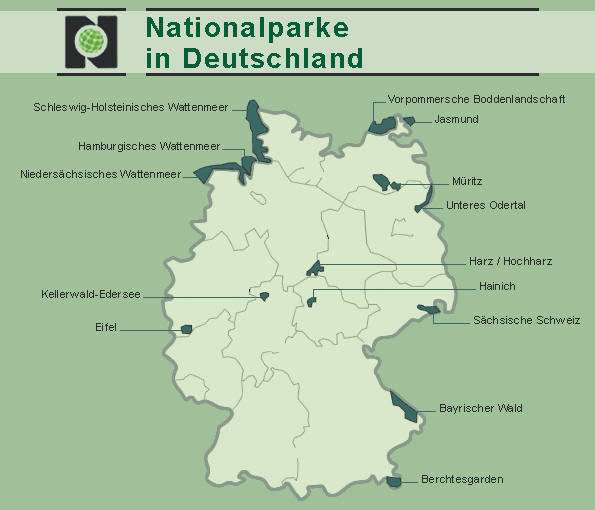 Nationalparke
in Deutschland
Schleswig-Holsteinisches Wattenmeer
Vorpommersche Boddenlandschaft
Jasmund
Hamburgisches Wattenmeer
Niedersächsisches Wattenmeer
Müritz
Unteres Odertal
Harz / Hochharz
Hainich
Kellerwald-Edersee
Sächsische Schweiz
Eifel
Bayrischer Wald
Berchtesgarden